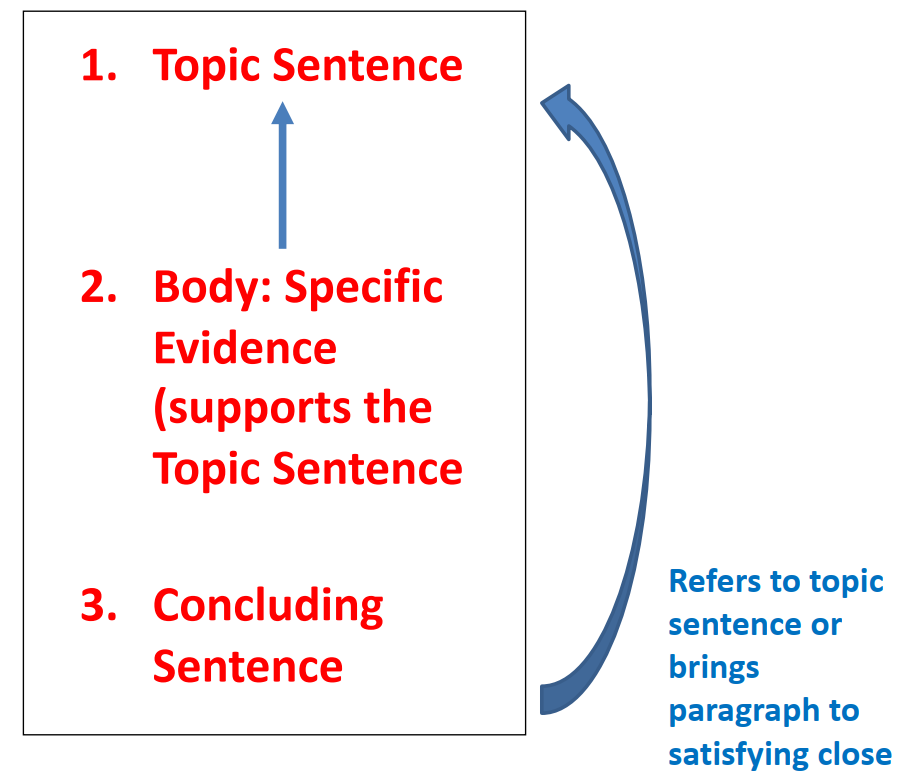 1. Topic Sentence
2. Body: Specific
Evidence
(supports the
Topic Sentence
3. Concluding
Sentence
Refers to topic
sentence or
brings
paragraph to
satisfying close